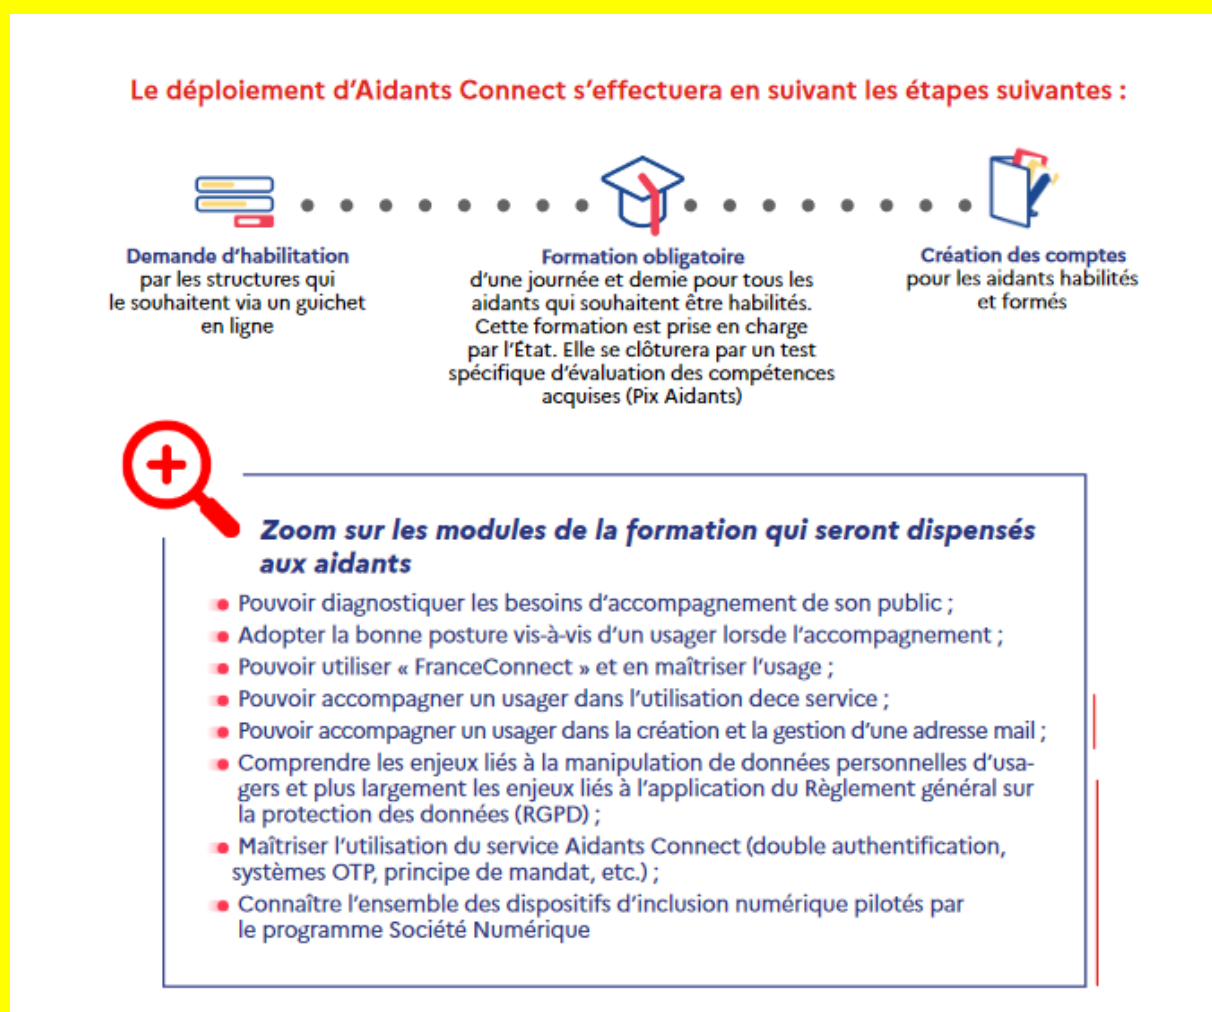 Le déploiement d'Aidants Connect s'effectuera en suivant les étapes suivantes :
Demande d'habilitation
par les structures qui
le souhaitent via un guichet
en ligne
Formation obligatoire
d'une journée et demie pour tous les
aidants qui souhaitent être habilités.
Cette formation est prise en charge
par l'État. Elle se clôturera par un test
spécifique d'évaluation des compétences
acquises (Pix Aidants)
Création des comptes
pour les aidants habilités
et formés
Zoom sur les modules de la formation qui seront dispensés
aux aidants
Pouvoir diagnostiquer les besoins d'accompagnement de son public ;
Adopter la bonne posture vis-à-vis d'un usager lorsde l'accompagnement ;
Pouvoir utiliser « FranceConnect » et en maîtriser l'usage ;
Pouvoir accompagner un usager dans l'utilisation dece service ;
Pouvoir accompagner un usager dans la création et la gestion d'une adresse mail ;
Comprendre les enjeux liés à la manipulation de données personnelles d'usa-
gers et plus largement les enjeux liés à l'application du Règlement général sur
la protection des données (RGPD) ;
Maîtriser l'utilisation du service Aidants Connect (double authentification,
systèmes OTP, principe de mandat, etc.) ;
Connaître l'ensemble des dispositifs d'inclusion numérique pilotés par
le programme Société Numérique